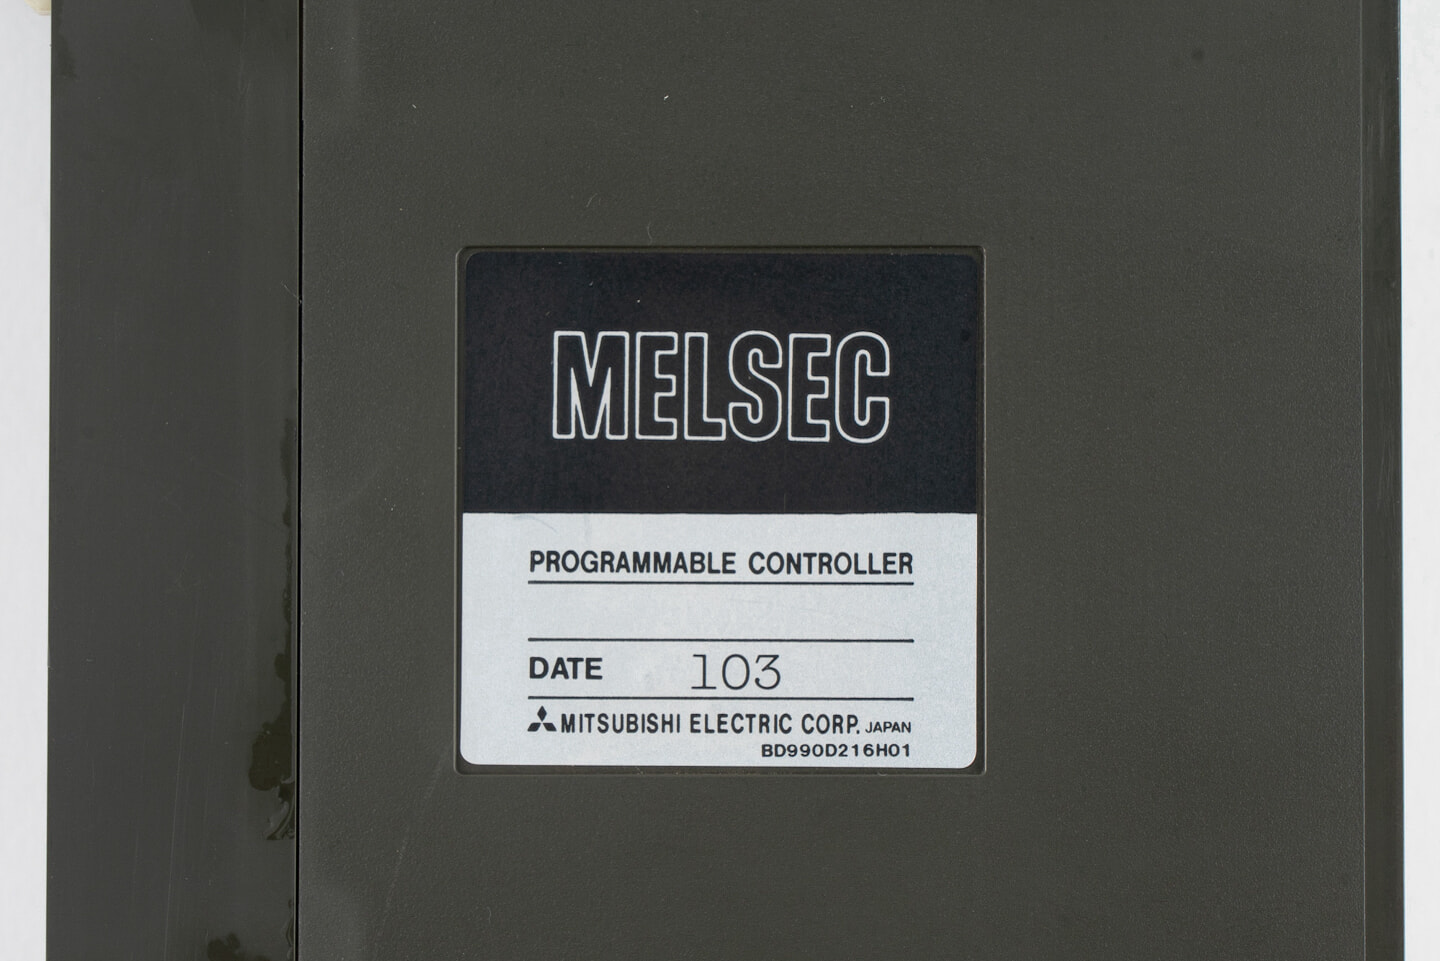 MELSEC
PROGRAMMABLE CONTROLLER
DATE 103
MITSUBISHI ELECTRIC CORP. JAPAN
BD990D216H01